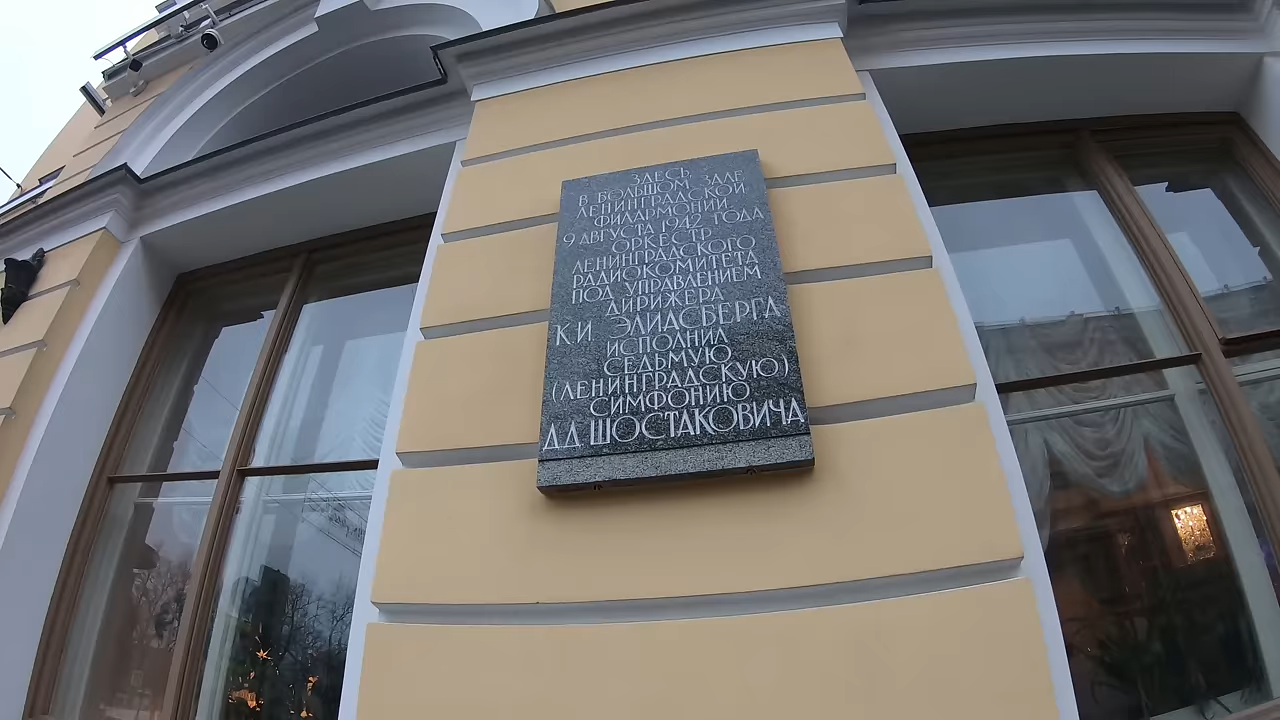 ЗДЕСЬ
В БОЛЬШОМ ЗАЛЕ
ЛЕНИНГРАДСКОЙ
ФИЛАРМОНИИ
9 АВГУСТА 1942 ГОДА
ОРКЕСТР
ЛЕНИНГРАДСКОГО
РАДИОКОМИТЕТА
ПОД УПРАВЛЕНИЕМ
ДИРИЖЕРА
К И ЭЛИАСБЕРГА
ИСПОЛНИЛ
СЕДЬМУЮ
(ЛЕНИНГРАДСКУЮ)
СИМФОНИЮ
Д Д ШОСТАКОВИЧА